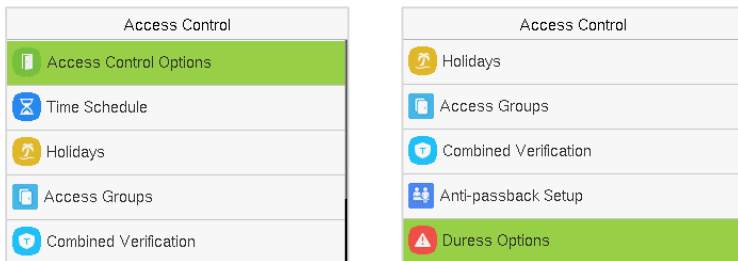 Access Control
Access Control Options
Time Schedule
Holidays
Access Groups
Combined Verification
Access Control
Holidays
Access Groups
Combined Verification
Anti-passback Setup
Duress Options